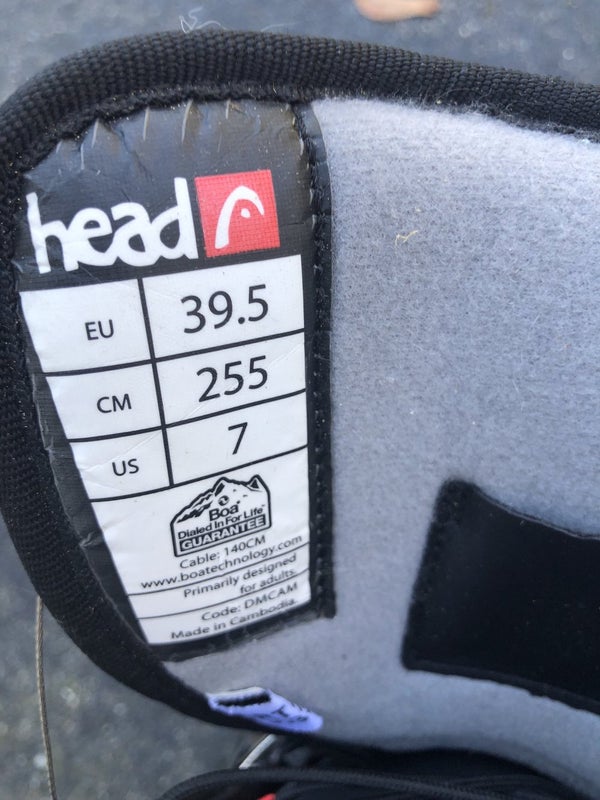 head
EU 39.5
CM 255
US 7
Boa
Dialed In For Life
GUARANTEE
Cable: 140CM
www.boatechnology.com
Primarily designed
for adults.
Code: DMCAM
Made in Cambodia.